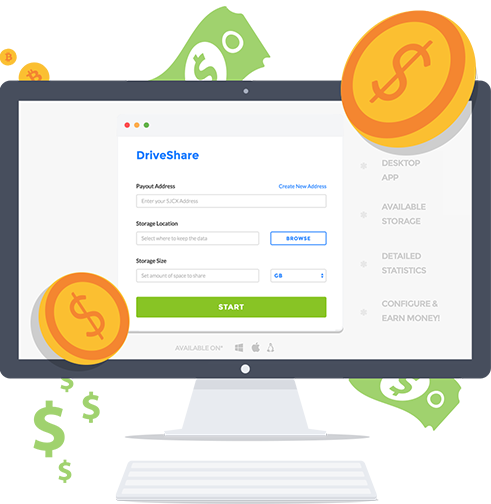 DriveShare
Payout Address
Create New Address
Enter your SJCX Address
Storage Location
Select where to keep the data
BROWSE
Storage Size
Set amount of space to share
GB
START
AVAILABLE ON*
DESKTOP
APP
AVAILABLE
STORAGE
DETAILED
STATISTICS
CONFIGURE &
EARN MONEY!